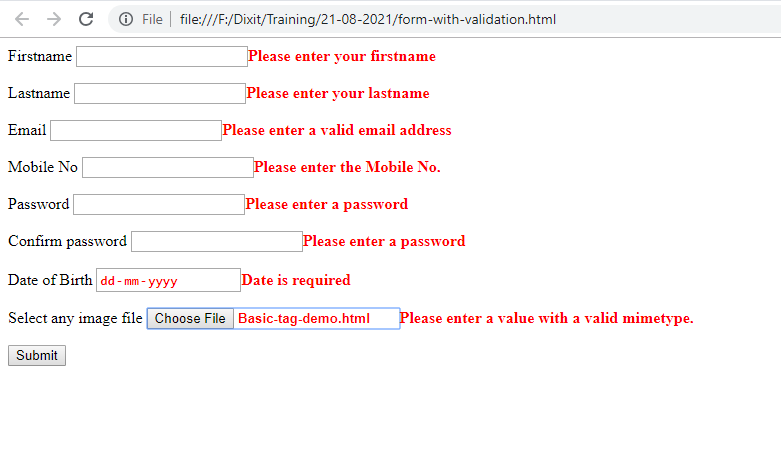 File file:///F:/Dixit/Training/21-08-2021/form-with-validation.html
Firstname Please enter your firstname
Lastname Please enter your lastname
Email Please enter a valid email address
Mobile No Please enter the Mobile No.
Password Please enter a password
Confirm password Please enter a password
Date of Birth dd-mm-yyyy Date is required
Select any image file Choose File Basic-tag-demo.html Please enter a value with a valid mimetype.
Submit